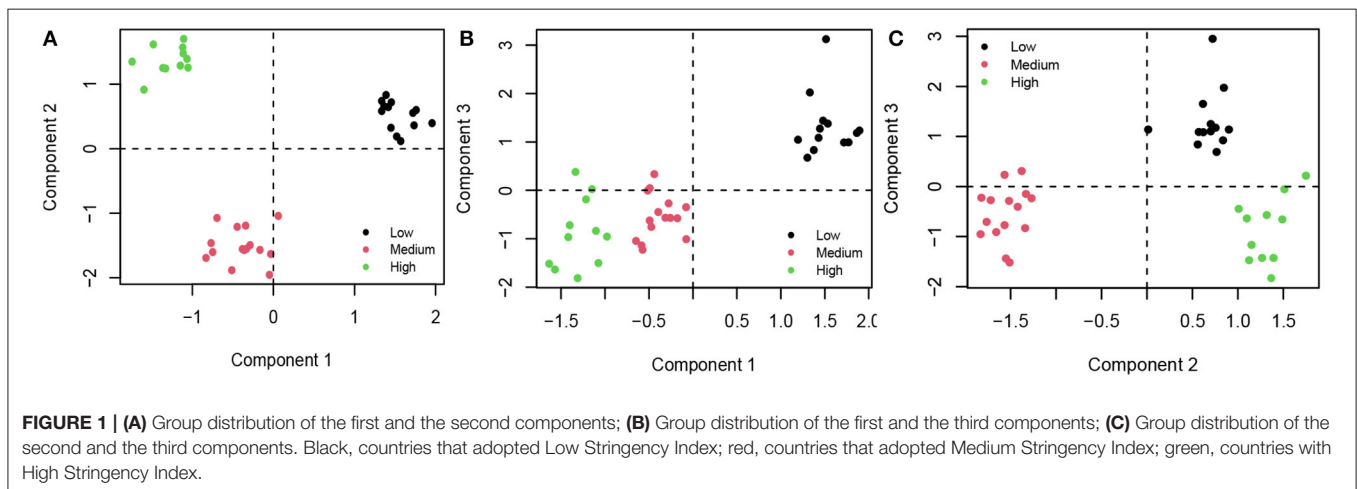 A
Component 2
1
0
−1
−2
Low
Medium
High
−1 0 1 2
Component 1
B
Component 3
3
2
1
0
−1
−2
Low
Medium
High
−1.5 −0.5 0.5 1.0 1.5 2.0
Component 1
C
Component 3
3
2
1
0
−1
−2
Low
Medium
High
−1.5 −0.5 0.5 1.0 1.5
Component 2
FIGURE 1 | (A) Group distribution of the first and the second components; (B) Group distribution of the first and the third components; (C) Group distribution of the
second and the third components. Black, countries that adopted Low Stringency Index; red, countries that adopted Medium Stringency Index; green, countries with
High Stringency Index.